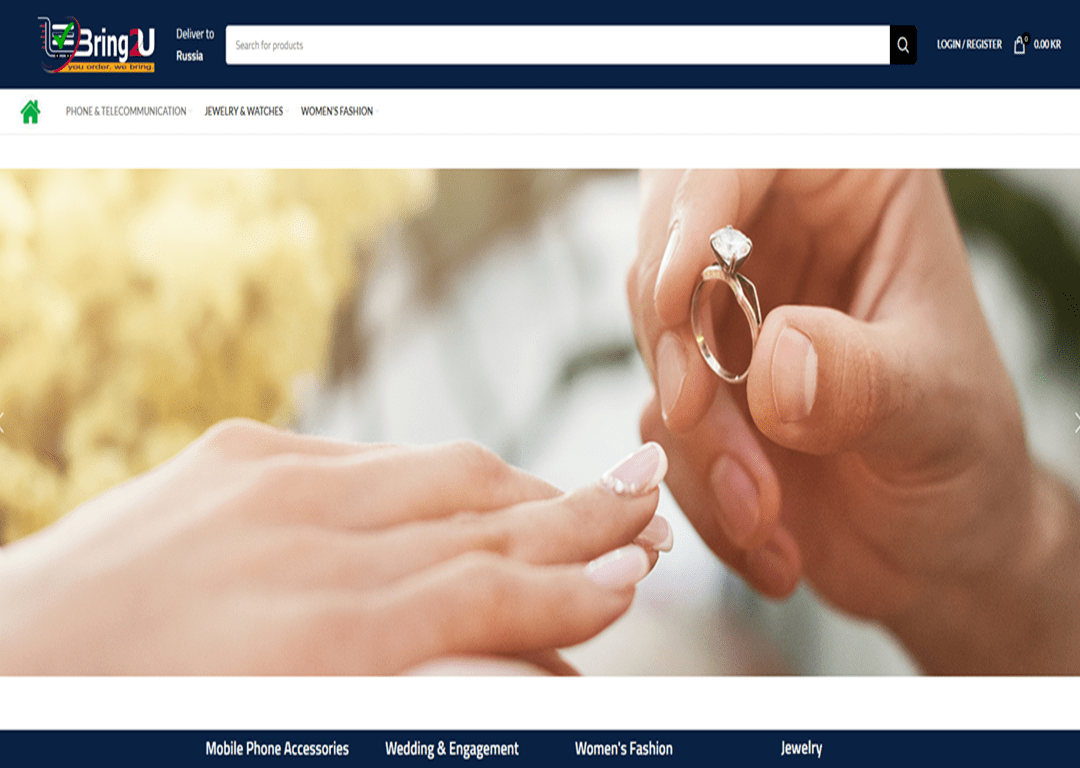 Bring2U
you order, we bring
Deliver to
Russia
Search for products
LOGIN / REGISTER
0
0.00 KR
PHONE & TELECOMMUNICATION
JEWELRY & WATCHES
WOMEN'S FASHION
Mobile Phone Accessories
Wedding & Engagement
Women's Fashion
Jewelry